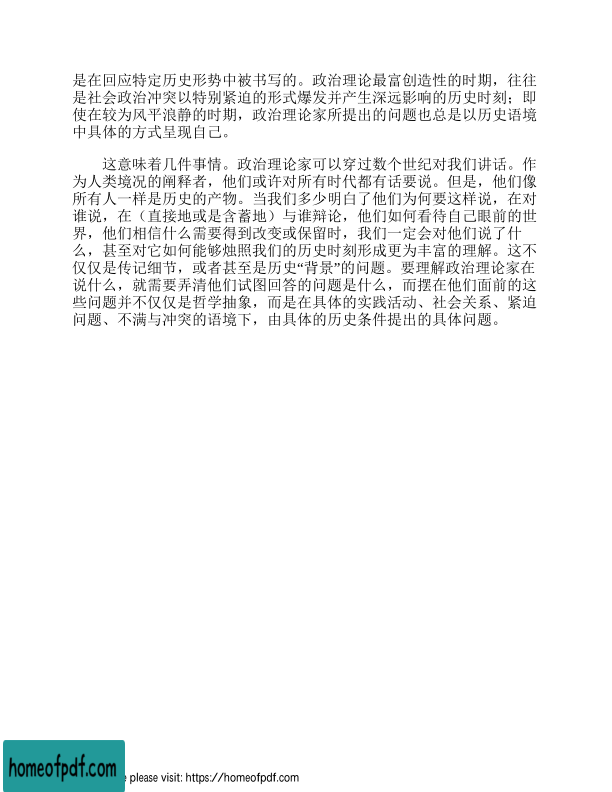 是在回应特定历史形势中被书写的。政治理论最富创造性的时期，往往
是社会政治冲突以特别紧迫的形式爆发并产生深远影响的历史时刻；即
使在较为风平浪静的时期，政治理论家所提出的问题也总是以历史语境
中具体的方式呈现自己。
这意味着几件事情。政治理论家可以穿过数个世纪对我们讲话。作
为人类境况的阐释者，他们或许对所有时代都有话要说。但是，他们像
所有人一样是历史的产物。当我们多少明白了他们为何要这样说，在对
谁说，在（直接地或是含蓄地）与谁辩论，他们如何看待自己眼前的世
界，他们相信什么需要得到改变或保留时，我们一定会对他们说了什
么，甚至对它如何能够烛照我们的历史时刻形成更为丰富的理解。这不
仅仅是传记细节，或者甚至是历史“背景”的问题。要理解政治理论家在
说什么，就需要弄清他们试图回答的问题是什么，而摆在他们面前的这
些问题并不仅仅是哲学抽象，而是在具体的实践活动、社会关系、紧迫
问题、不满与冲突的语境下，由具体的历史条件提出的具体问题。
homeofpdf.com
e please visit: https://homeofpdf.com